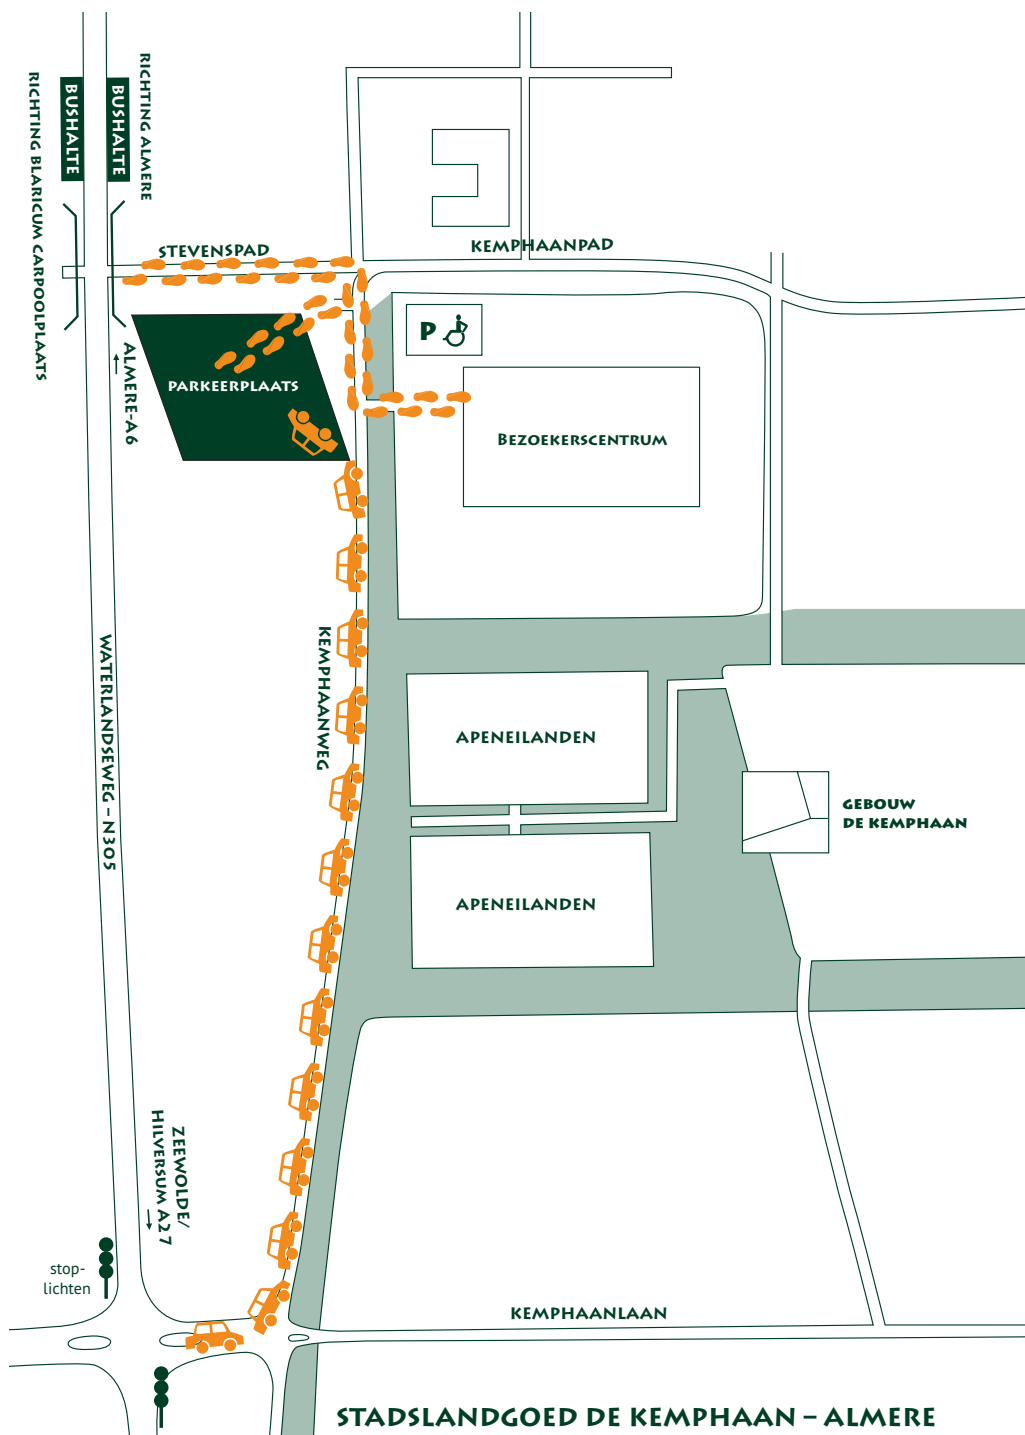 RICHTING BLARICUM CARPOOLPLAATS
BUSHALTE
BUSHALTE
RICHTING ALMERE
STEVENSPAD
KEMPHAANPAD
P
ALMERE-A6
PARKEERPLAATS
BEZOEKERSCENTRUM
WATERLANDSEWEG – N305
KEMPHAANWEG
APENEILANDEN
GEBOUW
DE KEMPHAAN
APENEILANDEN
ZEEWOLDE/
HILVERSUM A27
stop-
lichten
KEMPHAANLAAN
STADSLANDGOED DE KEMPHAAN – ALMERE